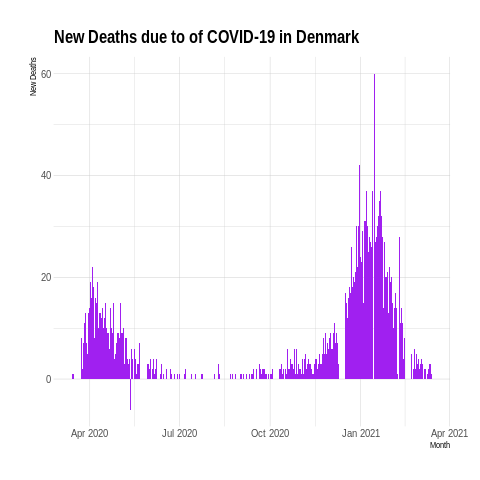 New Deaths due to of COVID-19 in Denmark
New Deaths
60
40
20
0
Apr 2020
Jul 2020
Oct 2020
Jan 2021
Apr 2021
Month